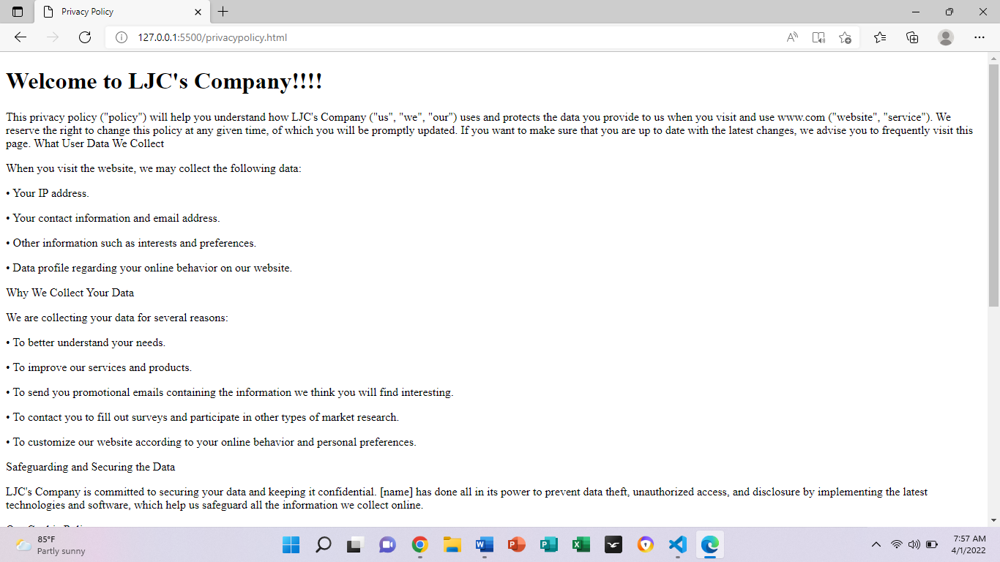 Privacy Policy
127.0.0.1:5500/privacypolicy.html
Welcome to LJC's Company!!!!
This privacy policy ("policy") will help you understand how LJC's Company ("us", "we", "our") uses and protects the data you provide to us when you visit and use www.com ("website", "service"). We
reserve the right to change this policy at any given time, of which you will be promptly updated. If you want to make sure that you are up to date with the latest changes, we advise you to frequently visit this
page. What User Data We Collect
When you visit the website, we may collect the following data:
• Your IP address.
• Your contact information and email address.
• Other information such as interests and preferences.
• Data profile regarding your online behavior on our website.
Why We Collect Your Data
We are collecting your data for several reasons:
• To better understand your needs.
• To improve our services and products.
• To send you promotional emails containing the information we think you will find interesting.
• To contact you to fill out surveys and participate in other types of market research.
• To customize our website according to your online behavior and personal preferences.
Safeguarding and Securing the Data
LJC's Company is committed to securing your data and keeping it confidential. [name] has done all in its power to prevent data theft, unauthorized access, and disclosure by implementing the latest
technologies and software, which help us safeguard all the information we collect online.
85°F
Partly sunny
7:57 AM
4/1/2022